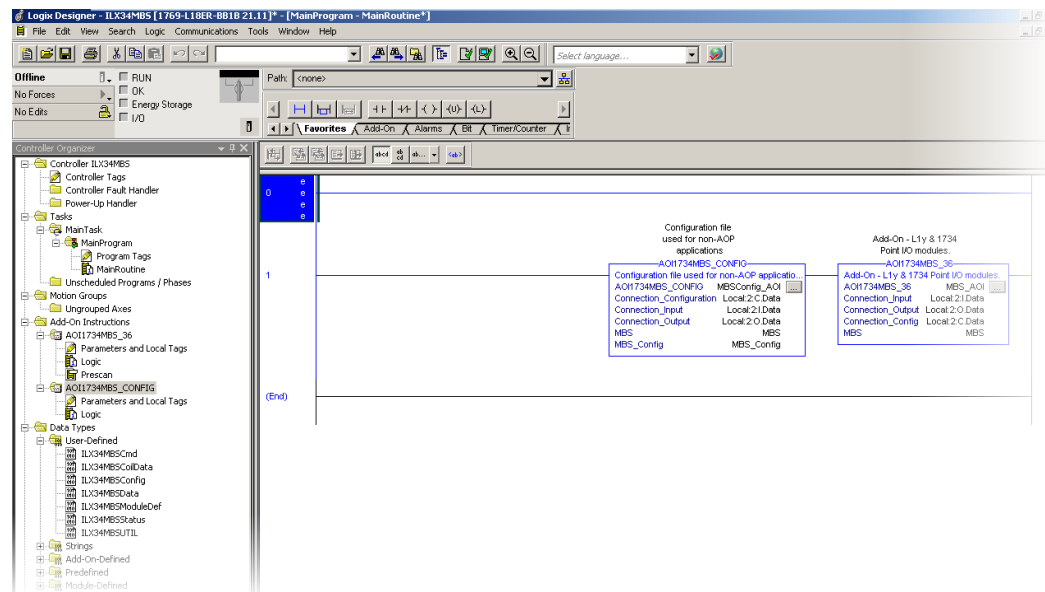 Logix Designer - ILX34MBS [1769-L18ER-BB1B 21.11]* - [MainProgram - MainRoutine*]
File Edit View Search Logic Communications Tools Window Help
Select language...
Offline
RUN
No Forces
OK
No Edits
Energy Storage
I/O
Path: <none>
Favorites Add-On Alarms Bit Timer/Counter
Controller Organizer
Controller ILX34MBS
Controller Tags
Controller Fault Handler
Power-Up Handler
Tasks
MainTask
MainProgram
Program Tags
MainRoutine
Unscheduled Programs / Phases
Motion Groups
Ungrouped Axes
Add-On Instructions
AOI1734MBS_36
Parameters and Local Tags
Logic
Prescan
AOI1734MBS_CONFIG
Parameters and Local Tags
Logic
Data Types
User-Defined
ILX34MBSCmd
ILX34MBSCoilData
ILX34MBSConfig
ILX34MBSData
ILX34MBSModuleDef
ILX34MBSStatus
ILX34MBSUTIL
Strings
Add-On-Defined
Predefined
Module-Defined
0
e
e
e
e
1
(End)
Configuration file
used for non-AOP
applications
AOI1734MBS_CONFIG
Configuration file used for non-AOP applicatio...
AOI1734MBS_CONFIG MBSConfig_AOI ...
Connection_Configuration Local:2:C.Data
Connection_Input Local:2:I.Data
Connection_Output Local:2:O.Data
MBS MBS
MBS_Config MBS_Config
Add-On - L1y & 1734
Point I/O modules.
AOI1734MBS_36
Add-On - L1y & 1734 Point I/O modules.
AOI1734MBS_36 MBS_AOI ...
Connection_Input Local:2:I.Data
Connection_Output Local:2:O.Data
Connection_Config Local:2:C.Data
MBS MBS